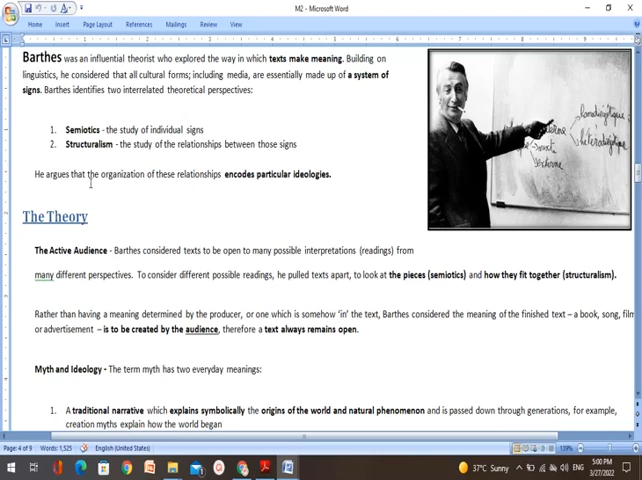 M2 - Microsoft Word
Home Insert Page Layout References Mailings Review View
Barthes was an influential theorist who explored the way in which texts make meaning. Building on
linguistics, he considered that all cultural forms; including media, are essentially made up of a system of
signs. Barthes identifies two interrelated theoretical perspectives:
1. Semiotics - the study of individual signs
2. Structuralism - the study of the relationships between those signs
He argues that the organization of these relationships encodes particular ideologies.
The Theory
The Active Audience - Barthes considered texts to be open to many possible interpretations (readings) from
many different perspectives. To consider different possible readings, he pulled texts apart, to look at the pieces (semiotics) and how they fit together (structuralism).
Rather than having a meaning determined by the producer, or one which is somehow ‘in’ the text, Barthes considered the meaning of the finished text – a book, song, film
or advertisement – is to be created by the audience, therefore a text always remains open.
Myth and Ideology - The term myth has two everyday meanings:
1. A traditional narrative which explains symbolically the origins of the world and natural phenomenon and is passed down through generations, for example,
creation myths explain how the world began
Page: 4 of 9 Words: 1,525 English (United States) 139%
37°C Sunny ENG 5:00 PM
3/27/2022